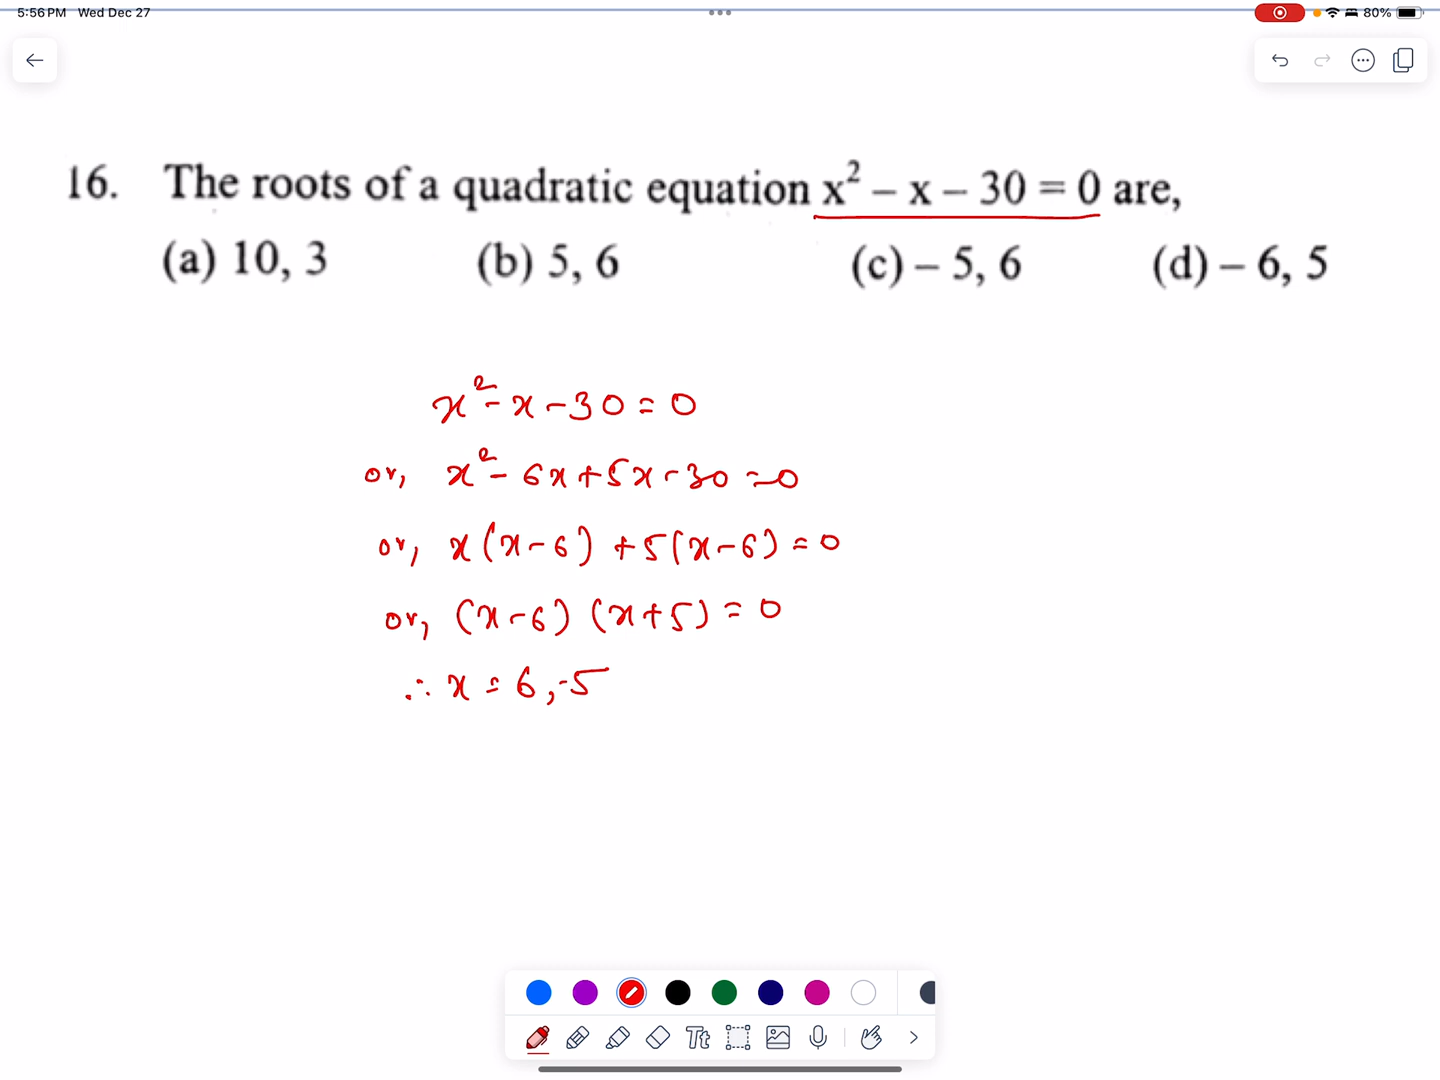 5:56 PM Wed Dec 27
80%
16. The roots of a quadratic equation x² – x – 30 = 0 are,
(a) 10, 3 (b) 5, 6 (c) – 5, 6 (d) – 6, 5
x² - x - 30 = 0
or, x² - 6x + 5x - 30 = 0
or, x(x - 6) + 5(x - 6) = 0
or, (x - 6) (x + 5) = 0
∴ x = 6, -5
Tt